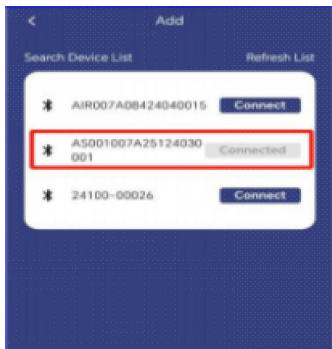 Add
Search Device List Refresh List
AIR007A08424040015 Connect
AS001007A25124030
001 Connected
24100-00026 Connect